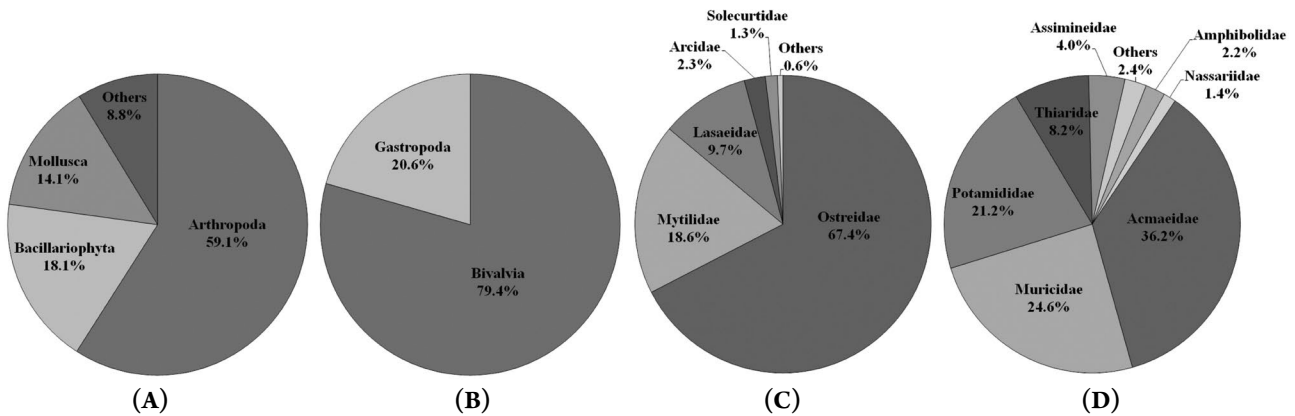 Others
8.8%
Mollusca
14.1%
Bacillariophyta
18.1%
Arthropoda
59.1%
(A)
Gastropoda
20.6%
Bivalvia
79.4%
(B)
Solecurtidae
1.3%
Arcidae
2.3%
Others
0.6%
Lasaeidae
9.7%
Mytilidae
18.6%
Ostreidae
67.4%
(C)
Assimineidae
4.0%
Others
2.4%
Amphibolidae
2.2%
Nassariidae
1.4%
Thiaridae
8.2%
Potamididae
21.2%
Acmaeidae
36.2%
Muricidae
24.6%
(D)